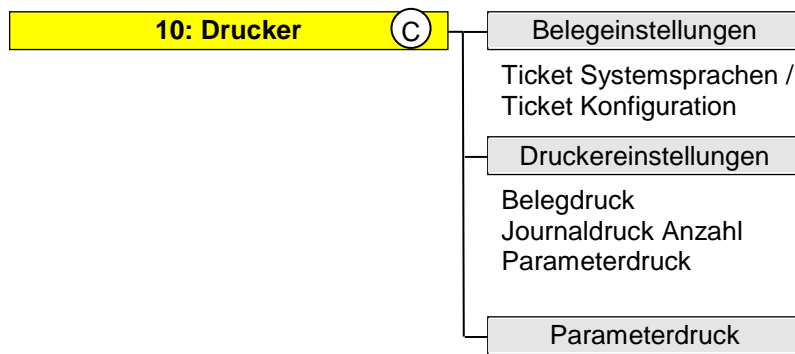 10: Drucker
C
Belegeinstellungen
Ticket Systemsprachen /
Ticket Konfiguration
Druckereinstellungen
Belegdruck
Journaldruck Anzahl
Parameterdruck
Parameterdruck